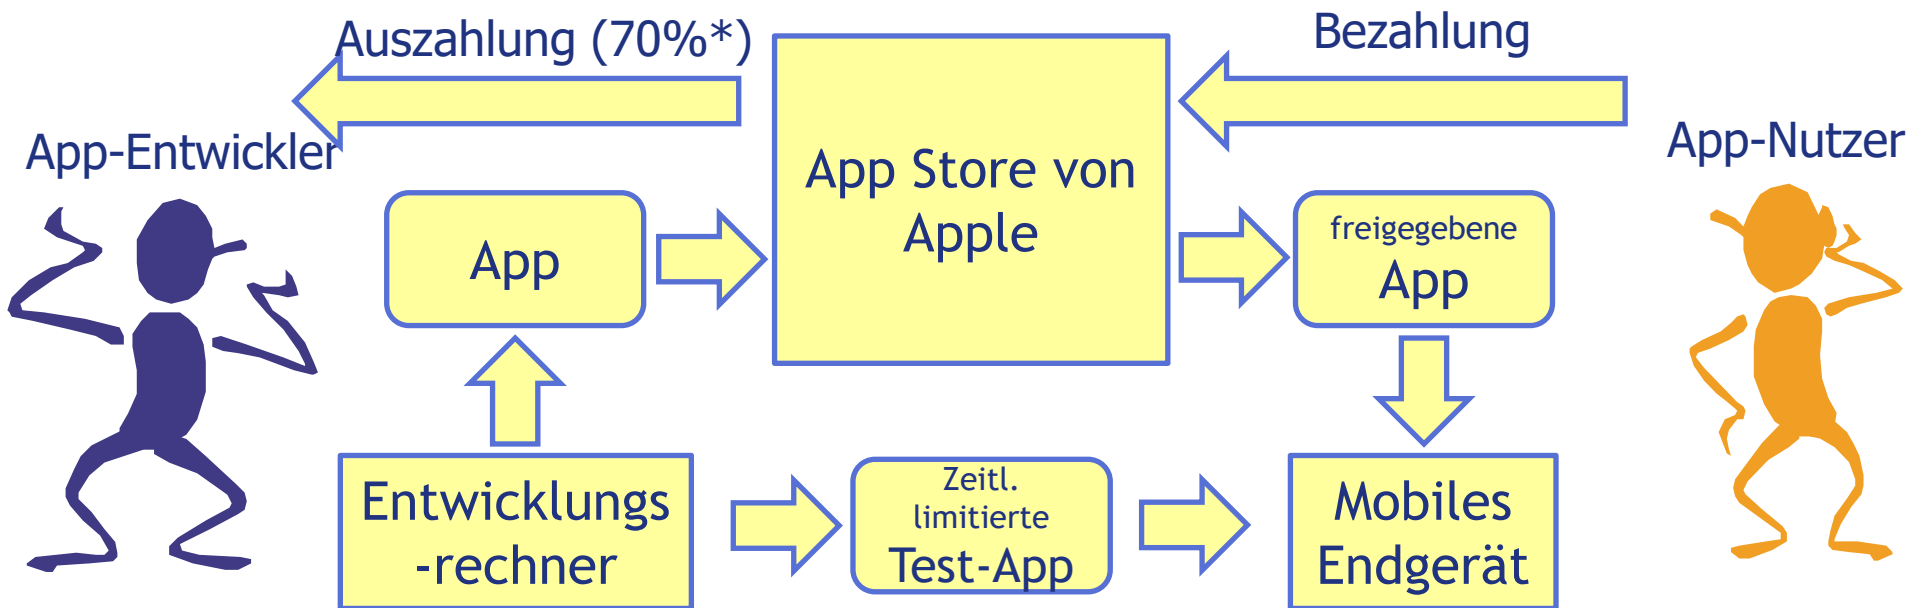 Auszahlung (70%*)
Bezahlung
App-Entwickler
App-Nutzer
App Store von
Apple
App
freigegebene
App
Entwicklungs
-rechner
Zeitl.
limitierte
Test-App
Mobiles
Endgerät